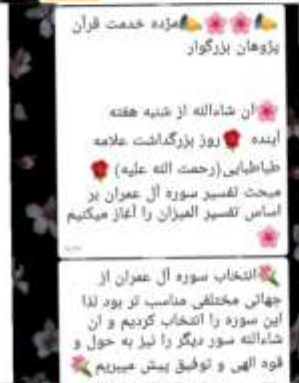 مژده خدمت قرآن
پژوهان بزرگوار
ان شاءالله از شنبه هفته
آینده 🌹 روز بزرگداشت علامه
طباطبایی(رحمت الله علیه) 🌹
مبحث تفسیر سوره آل عمران بر
اساس تفسیر المیزان را آغاز میکنیم
🌸
انتخاب سوره آل عمران از
جهاتی مختلفی مناسب تر بود لذا
این سوره را انتخاب کردیم و ان
شاءالله سور دیگر را نیز به حول و
قوه الهی و توفیق پیش میبریم